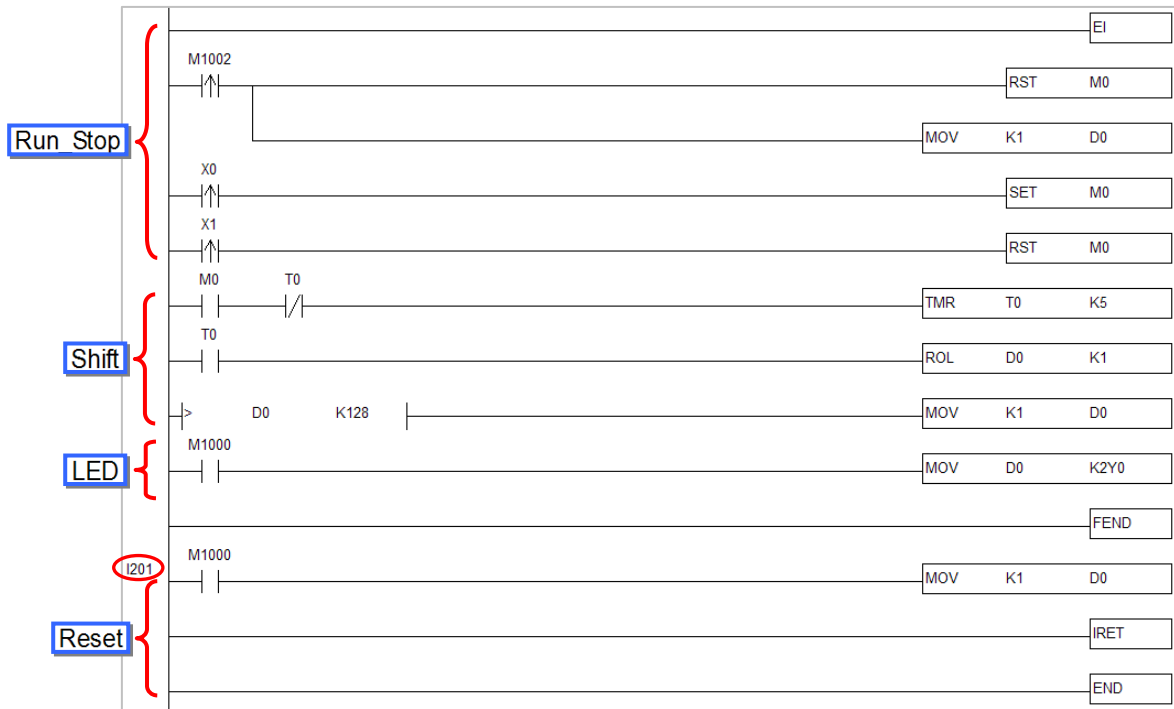 EI
M1002
RST M0
Run_Stop
MOV K1 D0
X0
SET M0
X1
RST M0
M0 T0
TMR T0 K5
T0
Shift
ROL D0 K1
> D0 K128
MOV K1 D0
M1000
LED
MOV D0 K2Y0
FEND
M1000
I201
MOV K1 D0
Reset
IRET
END